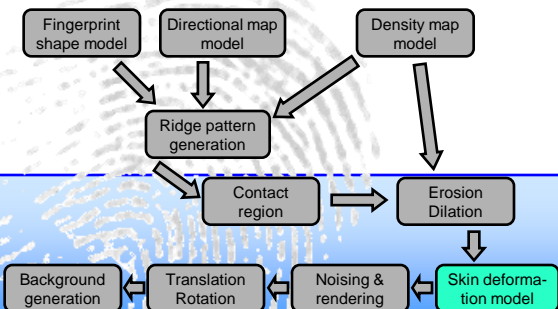 Fingerprint
shape model
Directional map
model
Density map
model
Ridge pattern
generation
Contact
region
Erosion
Dilation
Background
generation
Translation
Rotation
Noising &
rendering
Skin deforma-
tion model